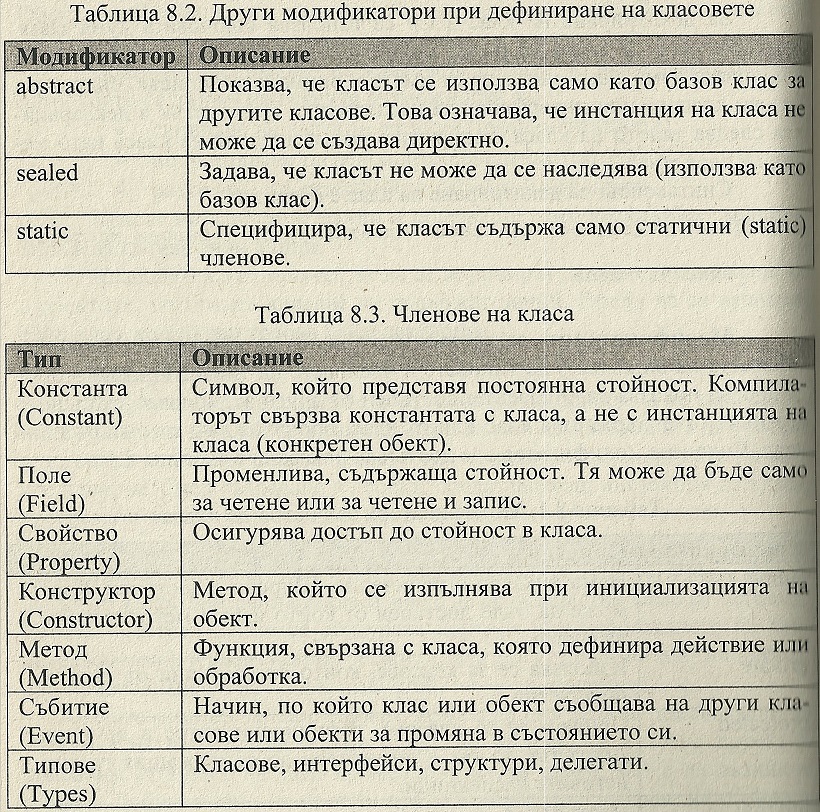 Таблица 8.2. Други модификатори при дефиниране на класовете
Модификатор Описание
abstract Показва, че класът се използва само като базов клас за
другите класове. Това означава, че инстанция на класа не
може да се създава директно.
sealed Задава, че класът не може да се наследява (използва като
базов клас).
static Специфицира, че класът съдържа само статични (static)
членове.
Таблица 8.3. Членове на класа
Тип Описание
Константа Символ, който представя постоянна стойност. Компила-
(Constant) торът свързва константата с класа, а не с инстанцията на
класа (конкретен обект).
Поле Променлива, съдържаща стойност. Тя може да бъде само
(Field) за четене или за четене и запис.
Свойство Осигурява достъп до стойност в класа.
(Property)
Конструктор Метод, който се изпълнява при инициализацията на
(Constructor) обект.
Метод Функция, свързана с класа, която дефинира действие или
(Method) обработка.
Събитие Начин, по който клас или обект съобщава на други кла-
(Event) сове или обекти за промяна в състоянието си.
Типове Класове, интерфейси, структури, делегати.
(Types)